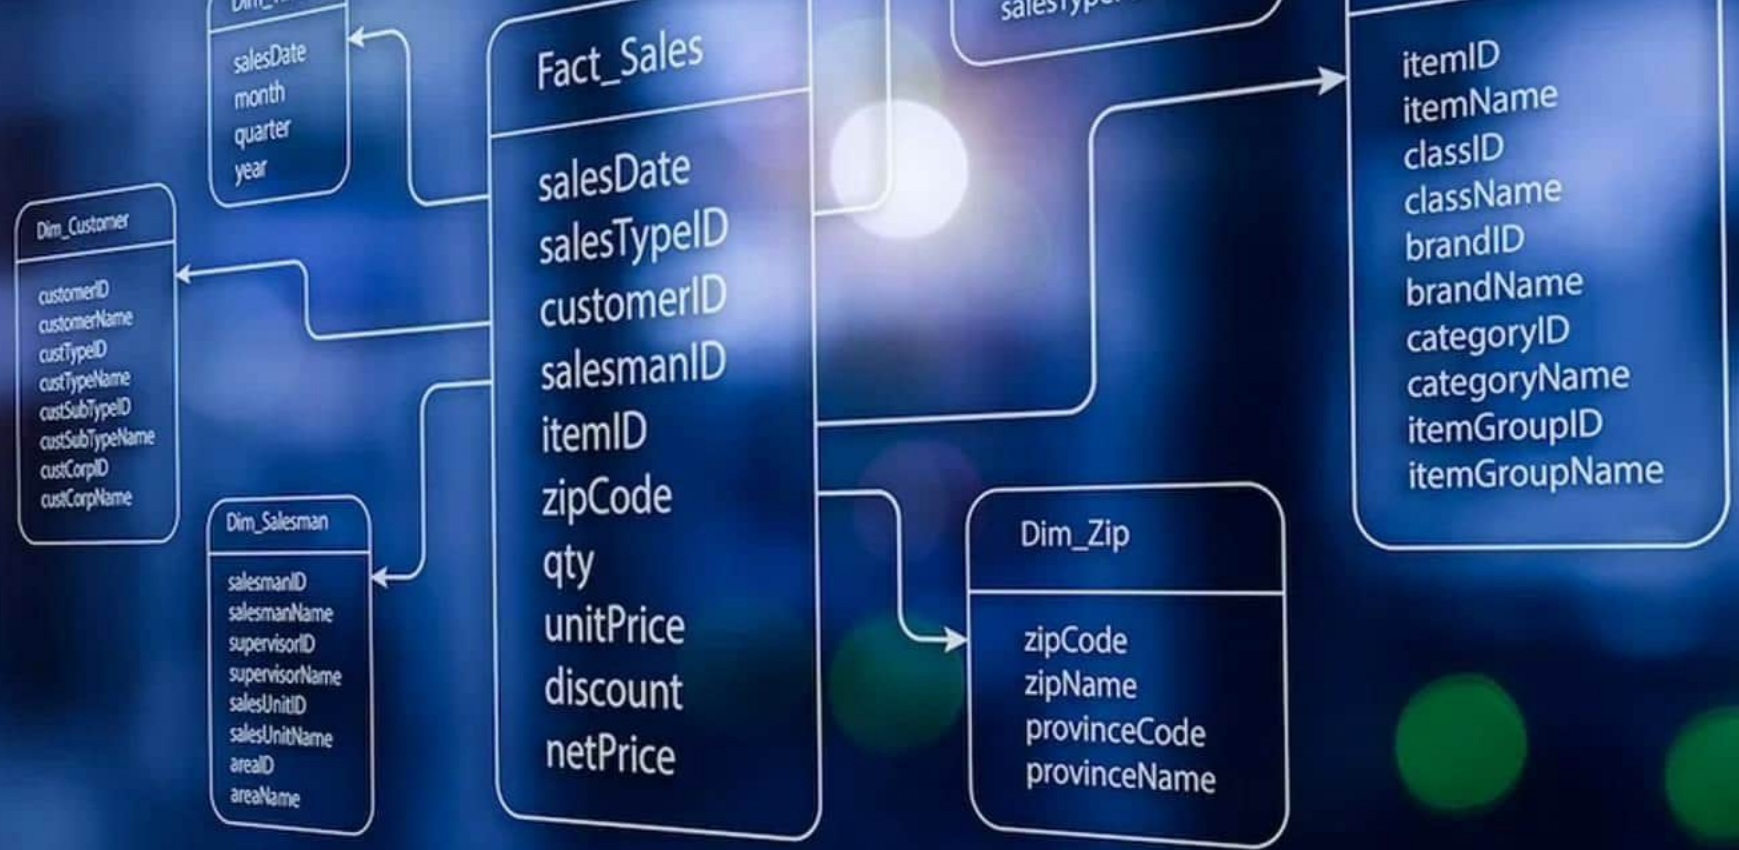 salesDate
month
quarter
year
Dim_Customer
customerID
customerName
custTypeID
custTypeName
custSubTypeID
custSubTypeName
custCorpID
custCorpName
Dim_Salesman
salesmanID
salesmanName
supervisorID
supervisorName
salesUnitID
salesUnitName
areaID
areaName
Fact_Sales
salesDate
salesTypeID
customerID
salesmanID
itemID
zipCode
qty
unitPrice
discount
netPrice
Dim_Zip
zipCode
zipName
provinceCode
provinceName
itemID
itemName
classID
className
brandID
brandName
categoryID
categoryName
itemGroupID
itemGroupName